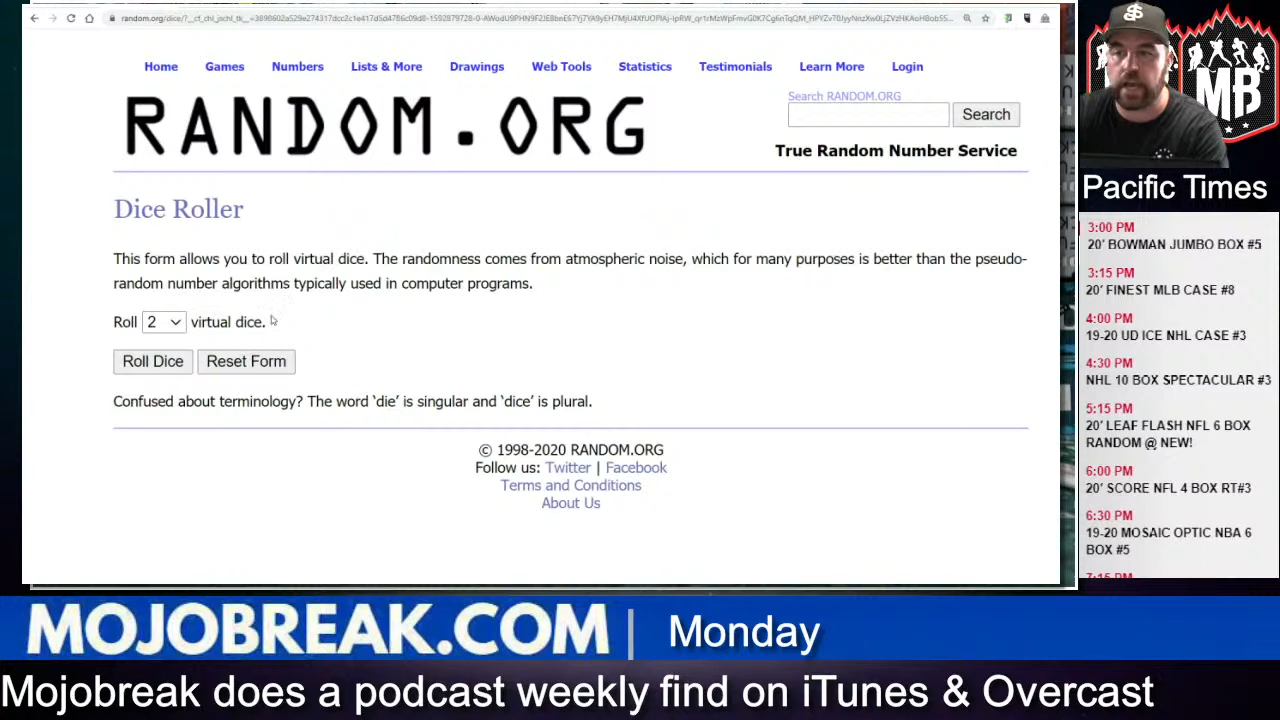 Home Games Numbers Lists & More Drawings Web Tools Statistics Testimonials Learn More Login
RANDOM.ORG
Search RANDOM.ORG
Search
True Random Number Service
Dice Roller
This form allows you to roll virtual dice. The randomness comes from atmospheric noise, which for many purposes is better than the pseudo-
random number algorithms typically used in computer programs.
Roll 2 virtual dice.
Roll Dice Reset Form
Confused about terminology? The word ‘die’ is singular and ‘dice’ is plural.
© 1998-2020 RANDOM.ORG
Follow us: Twitter | Facebook
Terms and Conditions
About Us
MB
Pacific Times
3:00 PM
20' BOWMAN JUMBO BOX #5
3:15 PM
20' FINEST MLB CASE #8
4:00 PM
19-20 UD ICE NHL CASE #3
4:30 PM
NHL 10 BOX SPECTACULAR #3
5:15 PM
20' LEAF FLASH NFL 6 BOX
RANDOM @ NEW!
6:00 PM
20' SCORE NFL 4 BOX RT#3
6:30 PM
19-20 MOSAIC OPTIC NBA 6
BOX #5
MOJOBREAK.COM | Monday
Mojobreak does a podcast weekly find on iTunes & Overcast